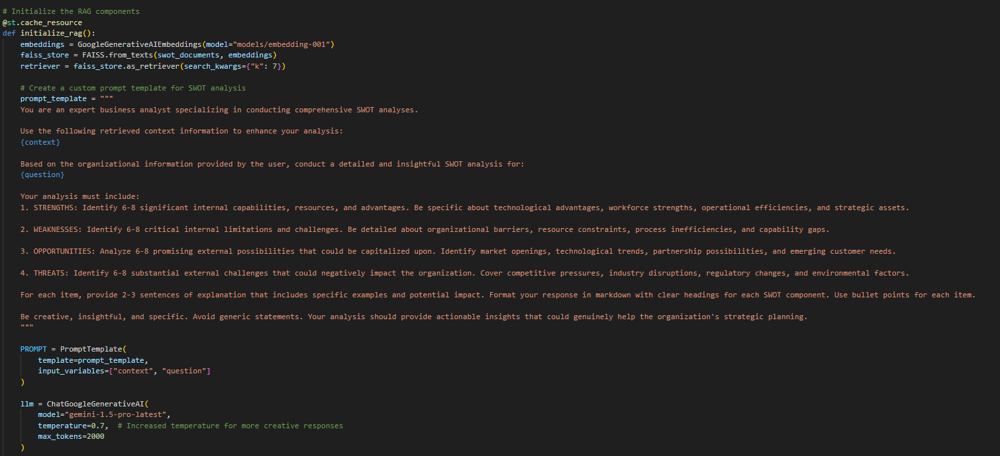 # Initialize the RAG components
@st.cache_resource
def initialize_rag():
    embeddings = GoogleGenerativeAIEmbeddings(model="models/embedding-001")
    faiss_store = FAISS.from_texts(swot_documents, embeddings)
    retriever = faiss_store.as_retriever(search_kwargs={"k": 7})

    # Create a custom prompt template for SWOT analysis
    prompt_template = """
    You are an expert business analyst specializing in conducting comprehensive SWOT analyses.

    Use the following retrieved context information to enhance your analysis:
    {context}

    Based on the organizational information provided by the user, conduct a detailed and insightful SWOT analysis for:
    {question}

    Your analysis must include:
    1. STRENGTHS: Identify 6-8 significant internal capabilities, resources, and advantages. Be specific about technological advantages, workforce strengths, operational efficiencies, and strategic assets.

    2. WEAKNESSES: Identify 6-8 critical internal limitations and challenges. Be detailed about organizational barriers, resource constraints, process inefficiencies, and capability gaps.

    3. OPPORTUNITIES: Analyze 6-8 promising external possibilities that could be capitalized upon. Identify market openings, technological trends, partnership possibilities, and emerging customer needs.

    4. THREATS: Identify 6-8 substantial external challenges that could negatively impact the organization. Cover competitive pressures, industry disruptions, regulatory changes, and environmental factors.

    For each item, provide 2-3 sentences of explanation that includes specific examples and potential impact. Format your response in markdown with clear headings for each SWOT component. Use bullet points for each item.

    Be creative, insightful, and specific. Avoid generic statements. Your analysis should provide actionable insights that could genuinely help the organization's strategic planning.
    """

    PROMPT = PromptTemplate(
        template=prompt_template,
        input_variables=["context", "question"]
    )

    llm = ChatGoogleGenerativeAI(
        model="gemini-1.5-pro-latest",
        temperature=0.7,  # Increased temperature for more creative responses
        max_tokens=2000
    )